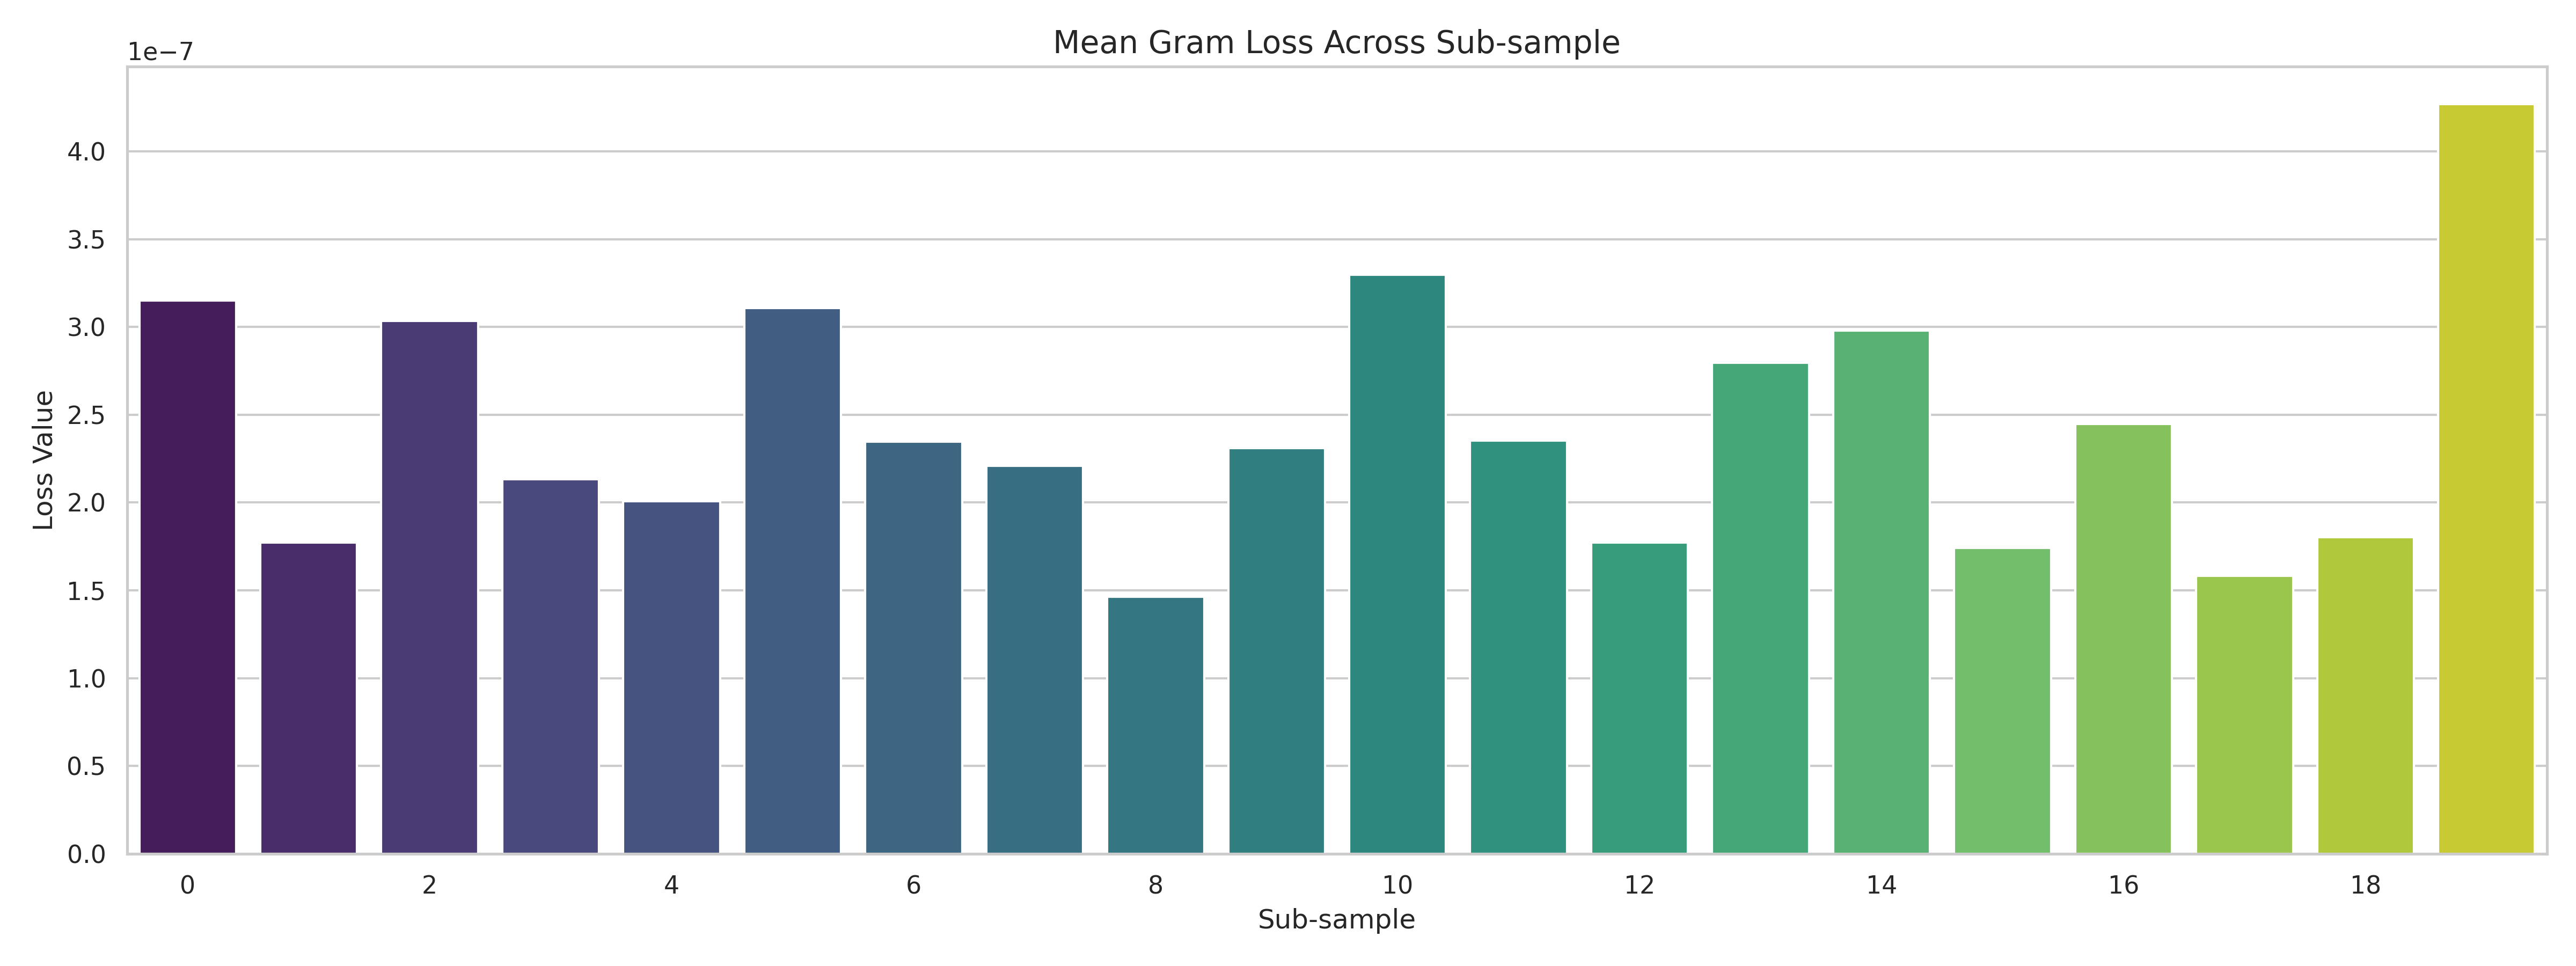 Mean Gram Loss Across Sub-sample
1e−7
4.0
3.5
3.0
2.5
2.0
1.5
1.0
0.5
0.0
Loss Value
0 2 4 6 8 10 12 14 16 18
Sub-sample